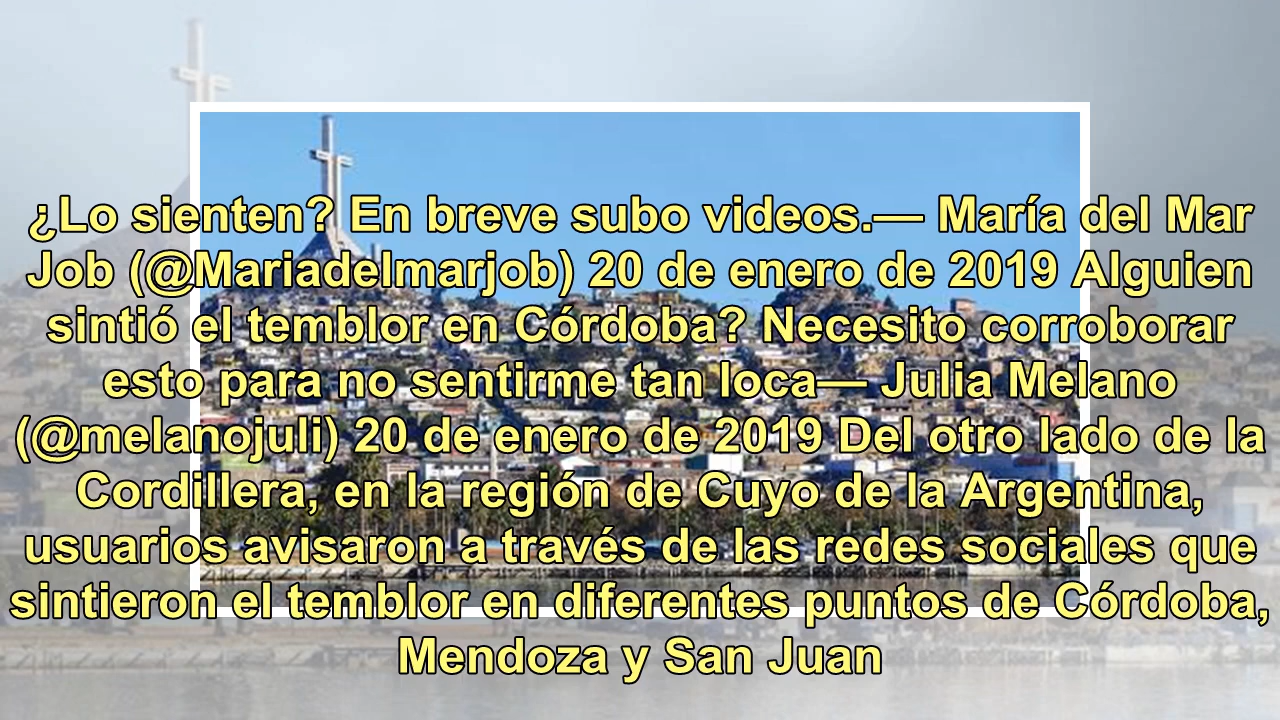 ¿Lo sienten? En breve subo videos.— María del Mar
Job (@Mariadelmarjob) 20 de enero de 2019 Alguien
sintió el temblor en Córdoba? Necesito corroborar
esto para no sentirme tan loca— Julia Melano
(@melanojuli) 20 de enero de 2019 Del otro lado de la
Cordillera, en la región de Cuyo de la Argentina,
usuarios avisaron a través de las redes sociales que
sintieron el temblor en diferentes puntos de Córdoba,
Mendoza y San Juan